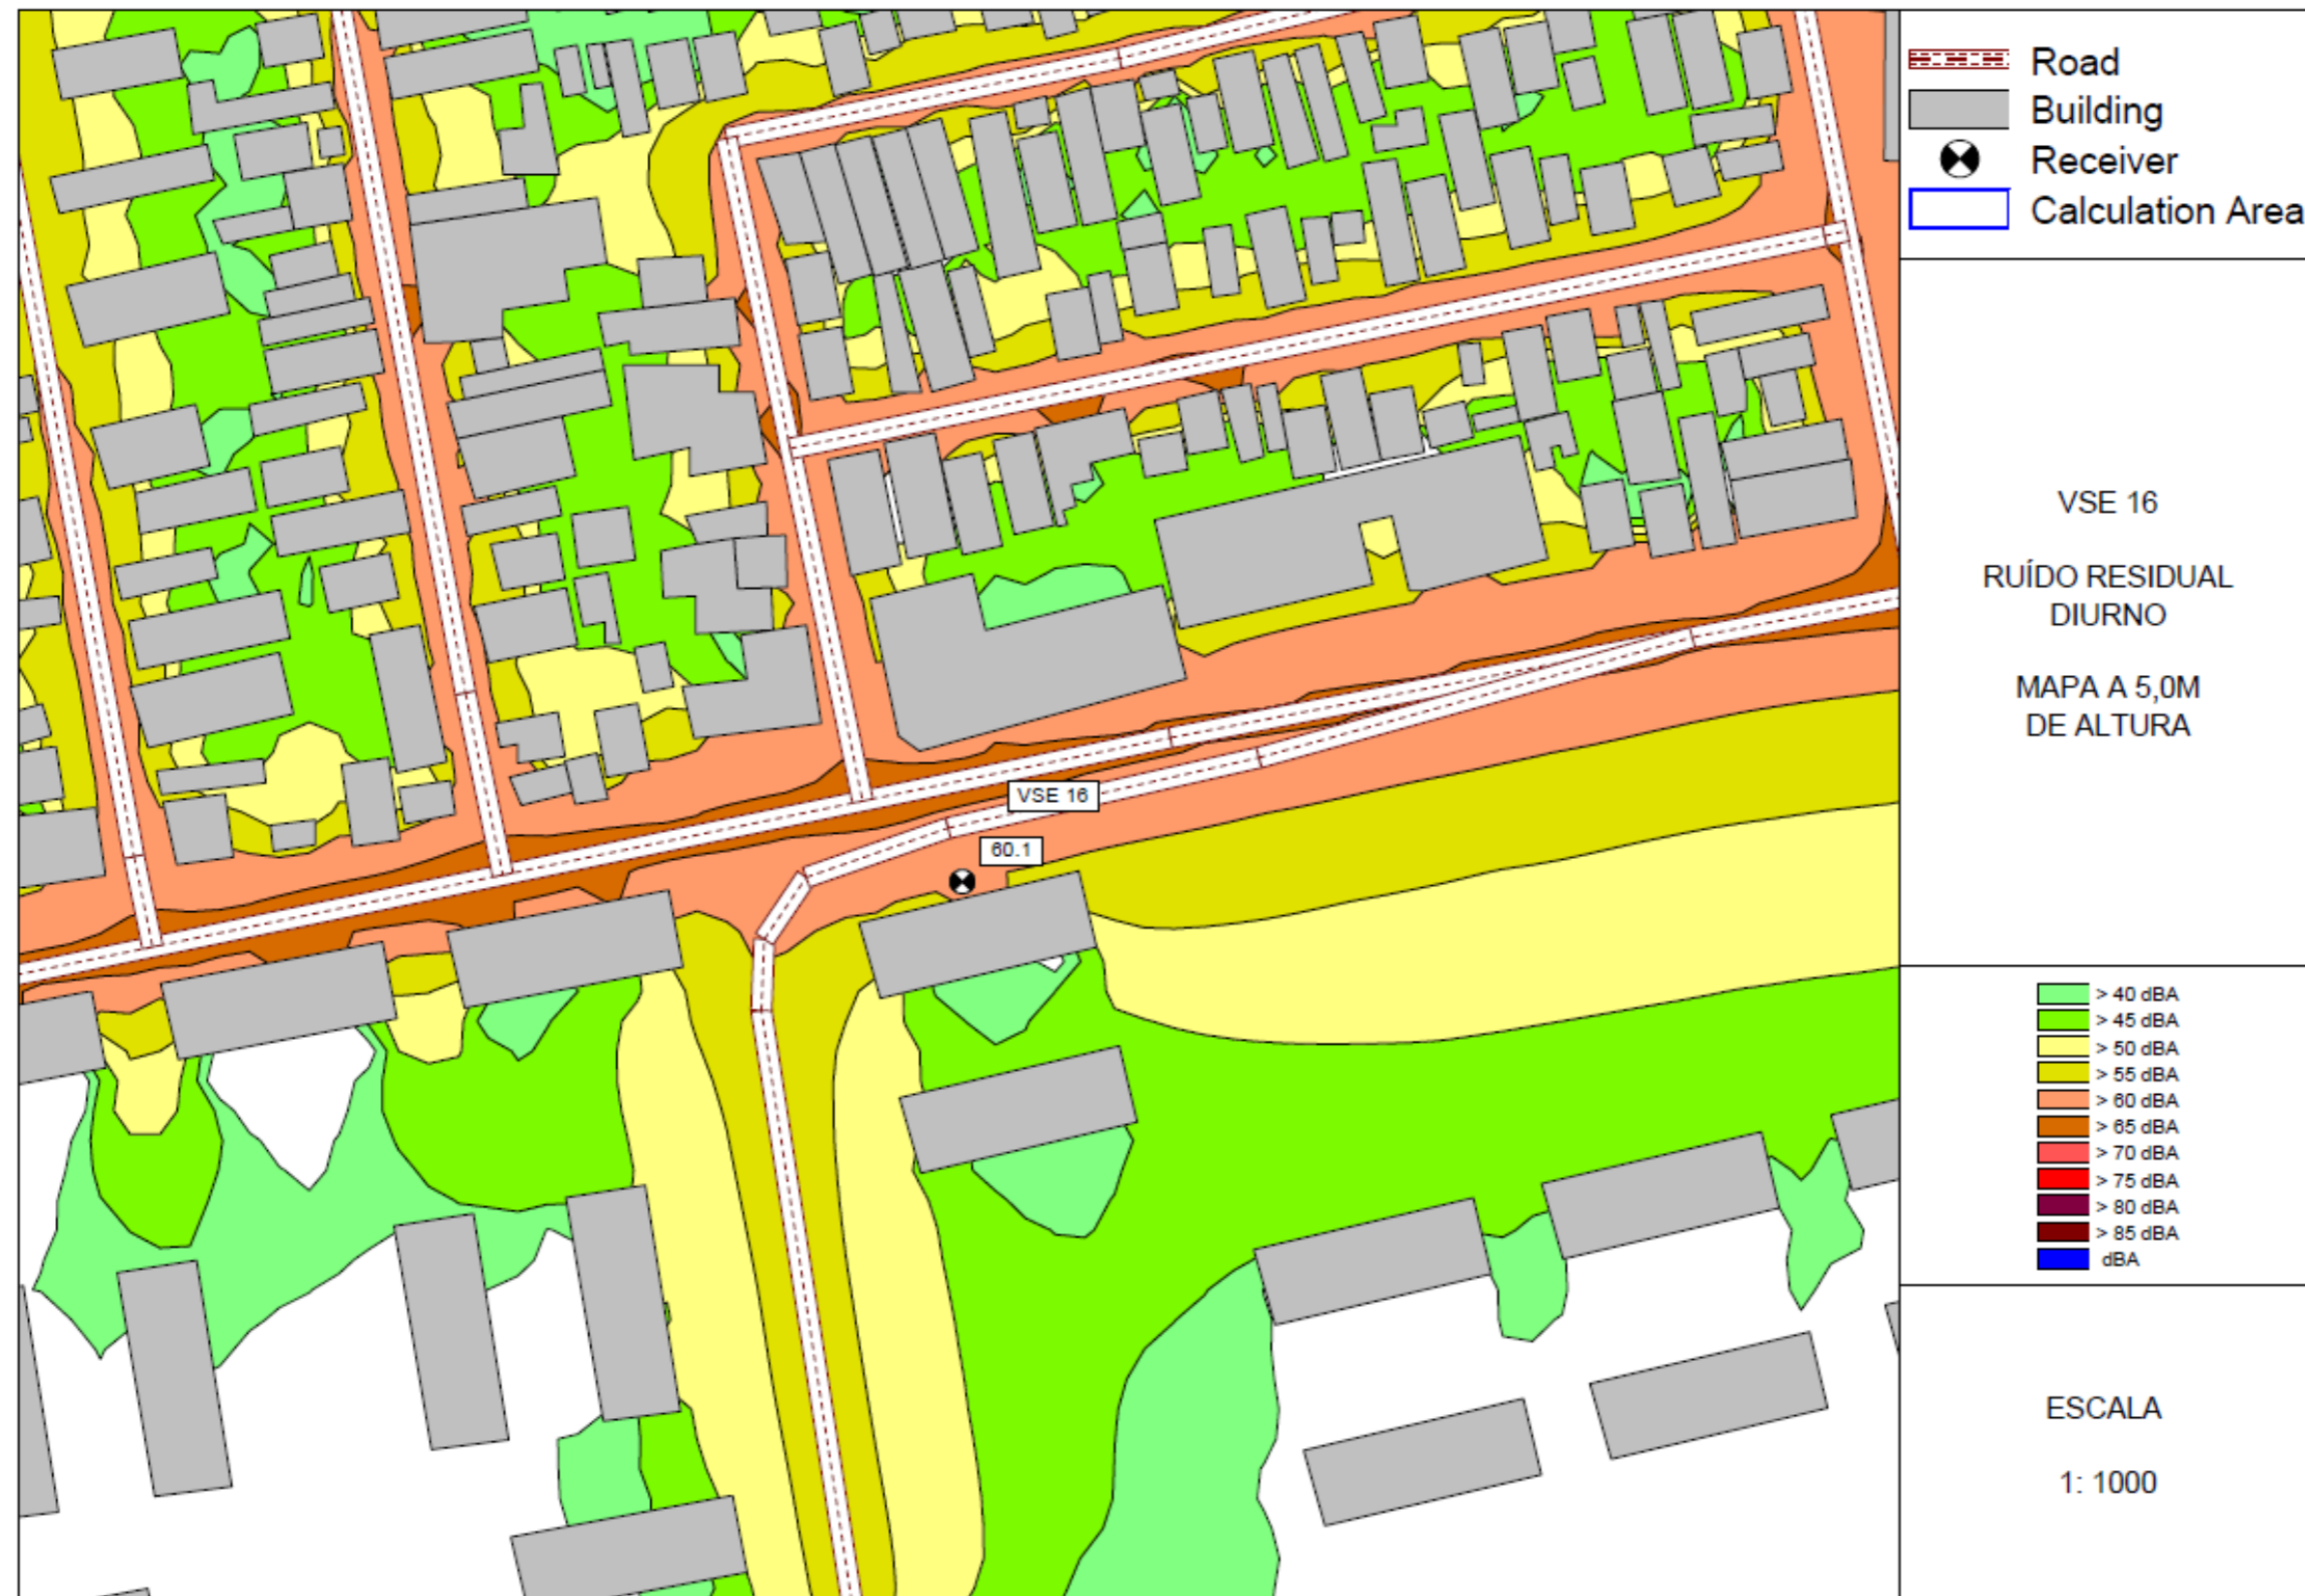 Road
Building
Receiver
Calculation Area
VSE 16
RUÍDO RESIDUAL
DIURNO
MAPA A 5,0M
DE ALTURA
VSE 16
60.1
> 40 dBA
> 45 dBA
> 50 dBA
> 55 dBA
> 60 dBA
> 65 dBA
> 70 dBA
> 75 dBA
> 80 dBA
> 85 dBA
dBA
ESCALA
1: 1000